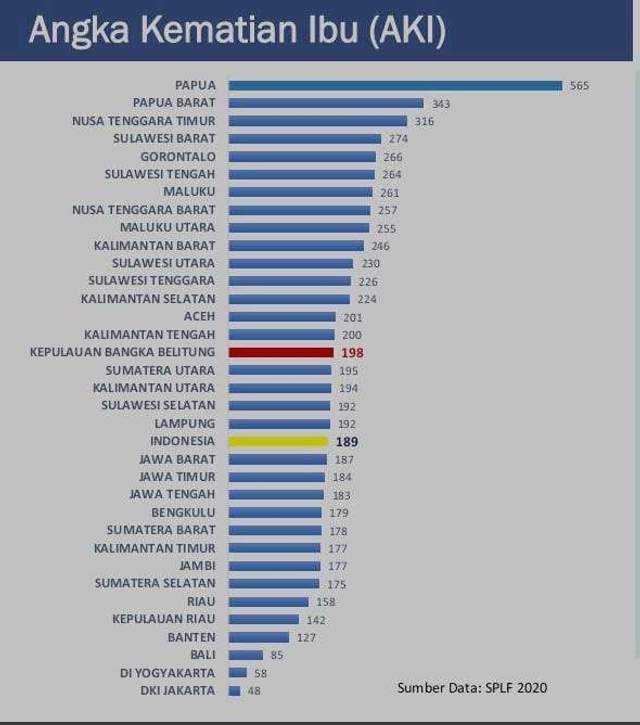 Angka Kematian Ibu (AKI)
PAPUA 565
PAPUA BARAT 343
NUSA TENGGARA TIMUR 316
SULAWESI BARAT 274
GORONTALO 266
SULAWESI TENGAH 264
MALUKU 261
NUSA TENGGARA BARAT 257
MALUKU UTARA 255
KALIMANTAN BARAT 246
SULAWESI UTARA 230
SULAWESI TENGGARA 226
KALIMANTAN SELATAN 224
ACEH 201
KALIMANTAN TENGAH 200
KEPULAUAN BANGKA BELITUNG 198
SUMATERA UTARA 195
KALIMANTAN UTARA 194
SULAWESI SELATAN 192
LAMPUNG 192
INDONESIA 189
JAWA BARAT 187
JAWA TIMUR 184
JAWA TENGAH 183
BENGKULU 179
SUMATERA BARAT 178
KALIMANTAN TIMUR 177
JAMBI 177
SUMATERA SELATAN 175
RIAU 158
KEPULAUAN RIAU 142
BANTEN 127
BALI 85
DI YOGYAKARTA 58
DKI JAKARTA 48
Sumber Data: SPLF 2020